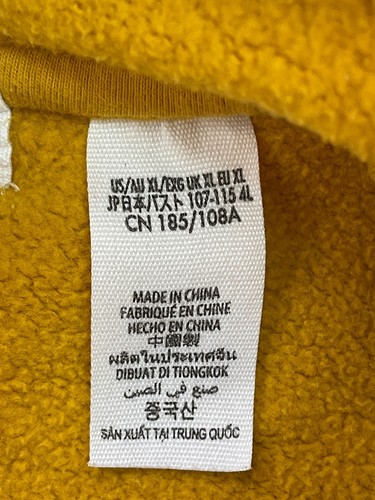 US/AU XL/EXG UK XL EU XL
JP日本バスト 107-115 4L
CN 185/108A
MADE IN CHINA
FABRIQUÉ EN CHINE
HECHO EN CHINA
中國製
ผลิตในประเทศจีน
DIBUAT DI TIONGKOK
صنع في الصين
중국산
SẢN XUẤT TẠI TRUNG QUỐC